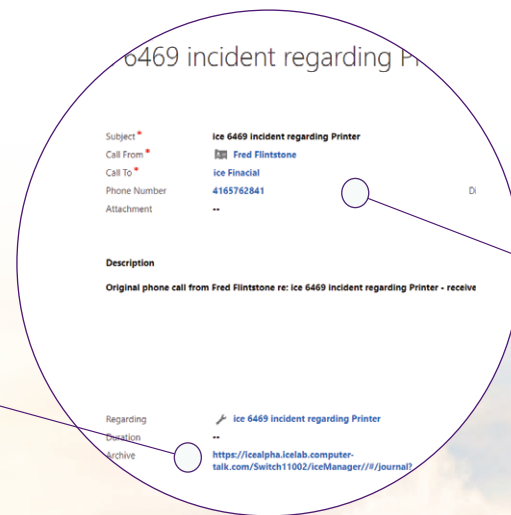 6469 incident regarding
Subject* ice 6469 incident regarding Printer
Call From* Fred Flintstone
Call To* ice Finacial
Phone Number 4165762841
Attachment --
Description
Original phone call from Fred Flintstone re: ice 6469 incident regarding Printer - receive
Regarding ice 6469 incident regarding Printer
Duration --
Archive https://icealpha.icelab.computer-
talk.com/Switch11002/iceManager//#/journal?